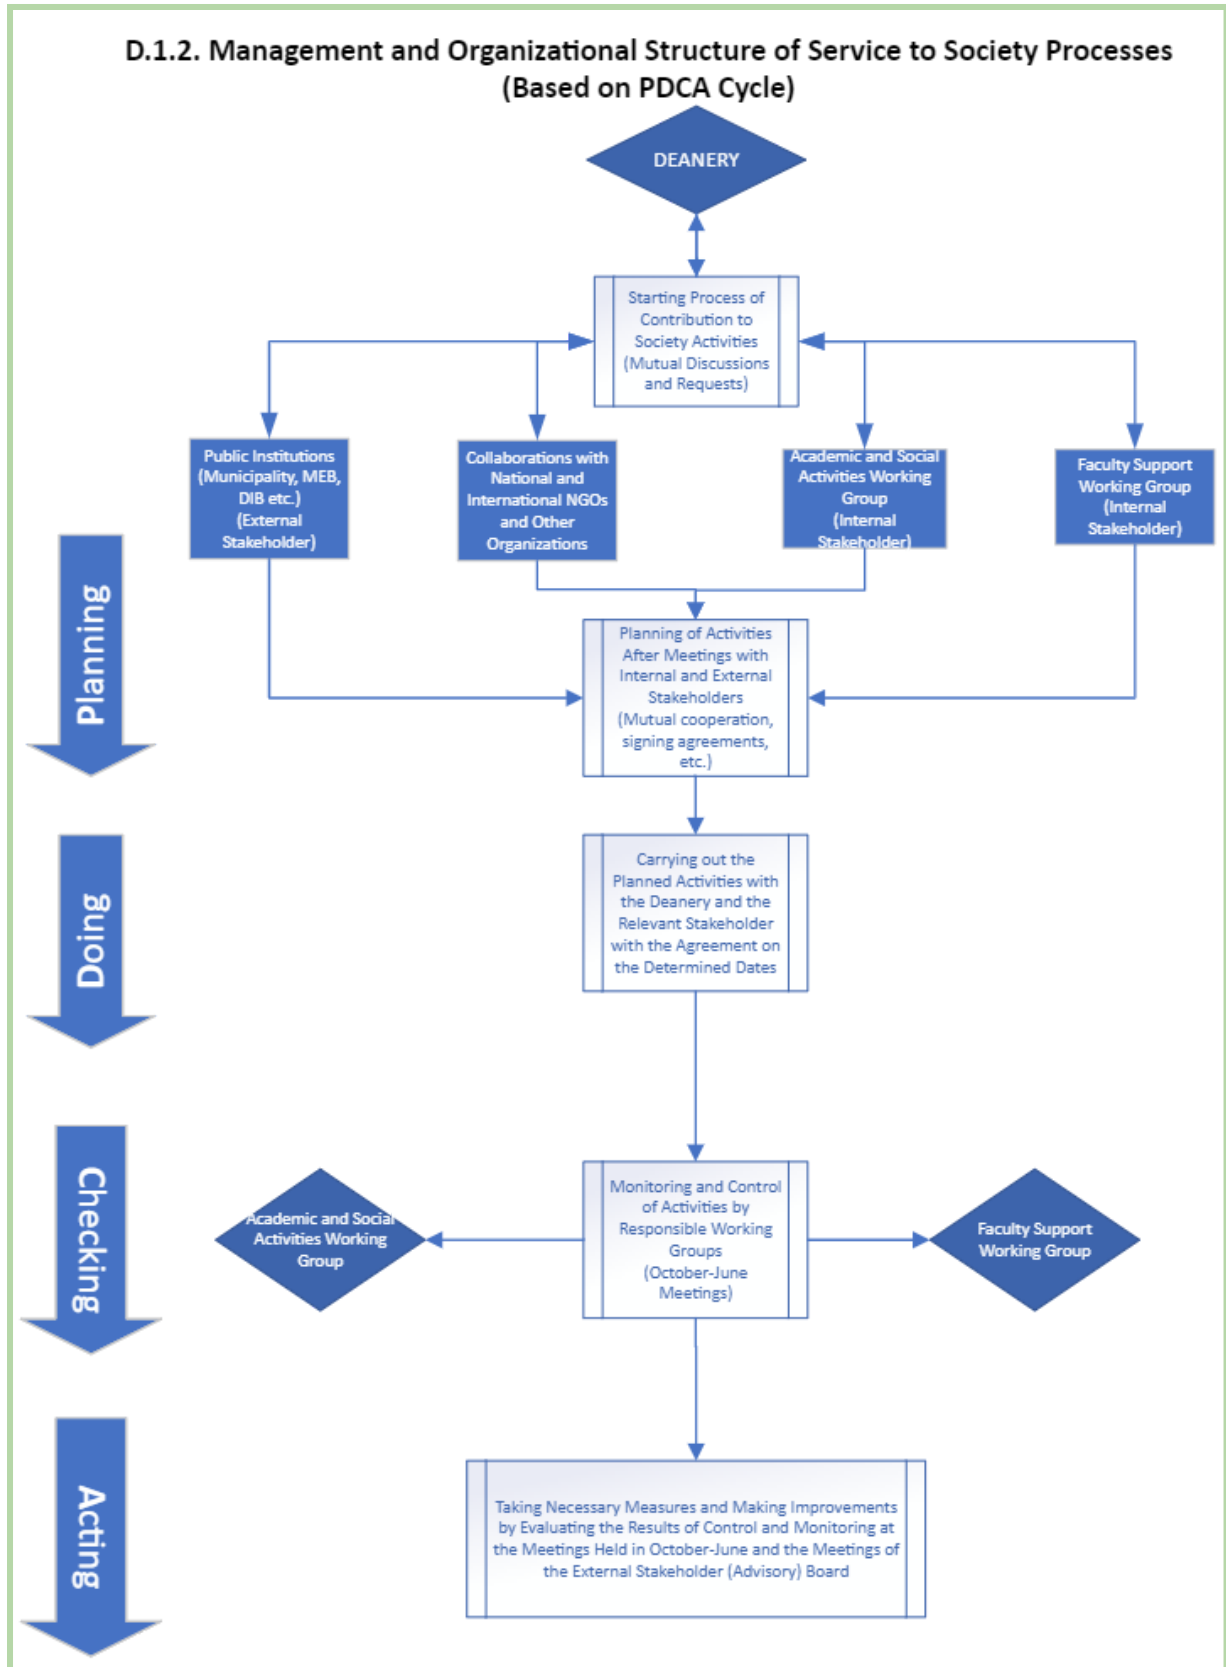 D.1.2. Management and Organizational Structure of Service to Society Processes
(Based on PDCA Cycle)
DEANERY
Starting Process of
Contribution to
Society Activities
(Mutual Discussions
and Requests)
Public Institutions
(Municipality, MEB,
DIB etc.)
(External
Stakeholder)
Collaborations with
National and
International NGOs
and Other
Organizations
Academic and Social
Activities Working
Group
(Internal
Stakeholder)
Faculty Support
Working Group
(Internal
Stakeholder)
Planning
Planning of Activities
After Meetings with
Internal and External
Stakeholders
(Mutual cooperation,
signing agreements,
etc.)
Doing
Carrying out the
Planned Activities with
the Deanery and the
Relevant Stakeholder
with the Agreement on
the Determined Dates
Checking
Academic and Social
Activities Working
Group
Monitoring and Control
of Activities by
Responsible Working
Groups
(October-June
Meetings)
Faculty Support
Working Group
Acting
Taking Necessary Measures and Making Improvements
by Evaluating the Results of Control and Monitoring at
the Meetings Held in October-June and the Meetings of
the External Stakeholder (Advisory) Board